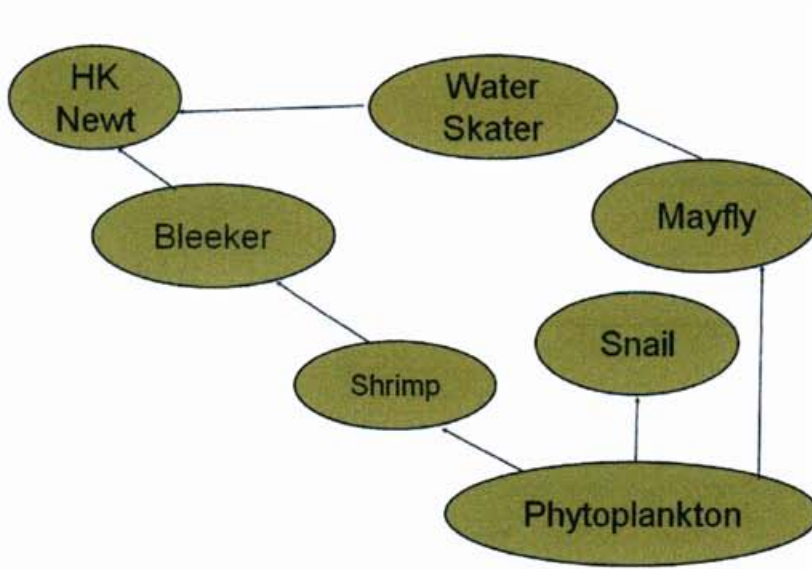 HK
Newt
Water
Skater
Bleeker
Mayfly
Snail
Shrimp
Phytoplankton